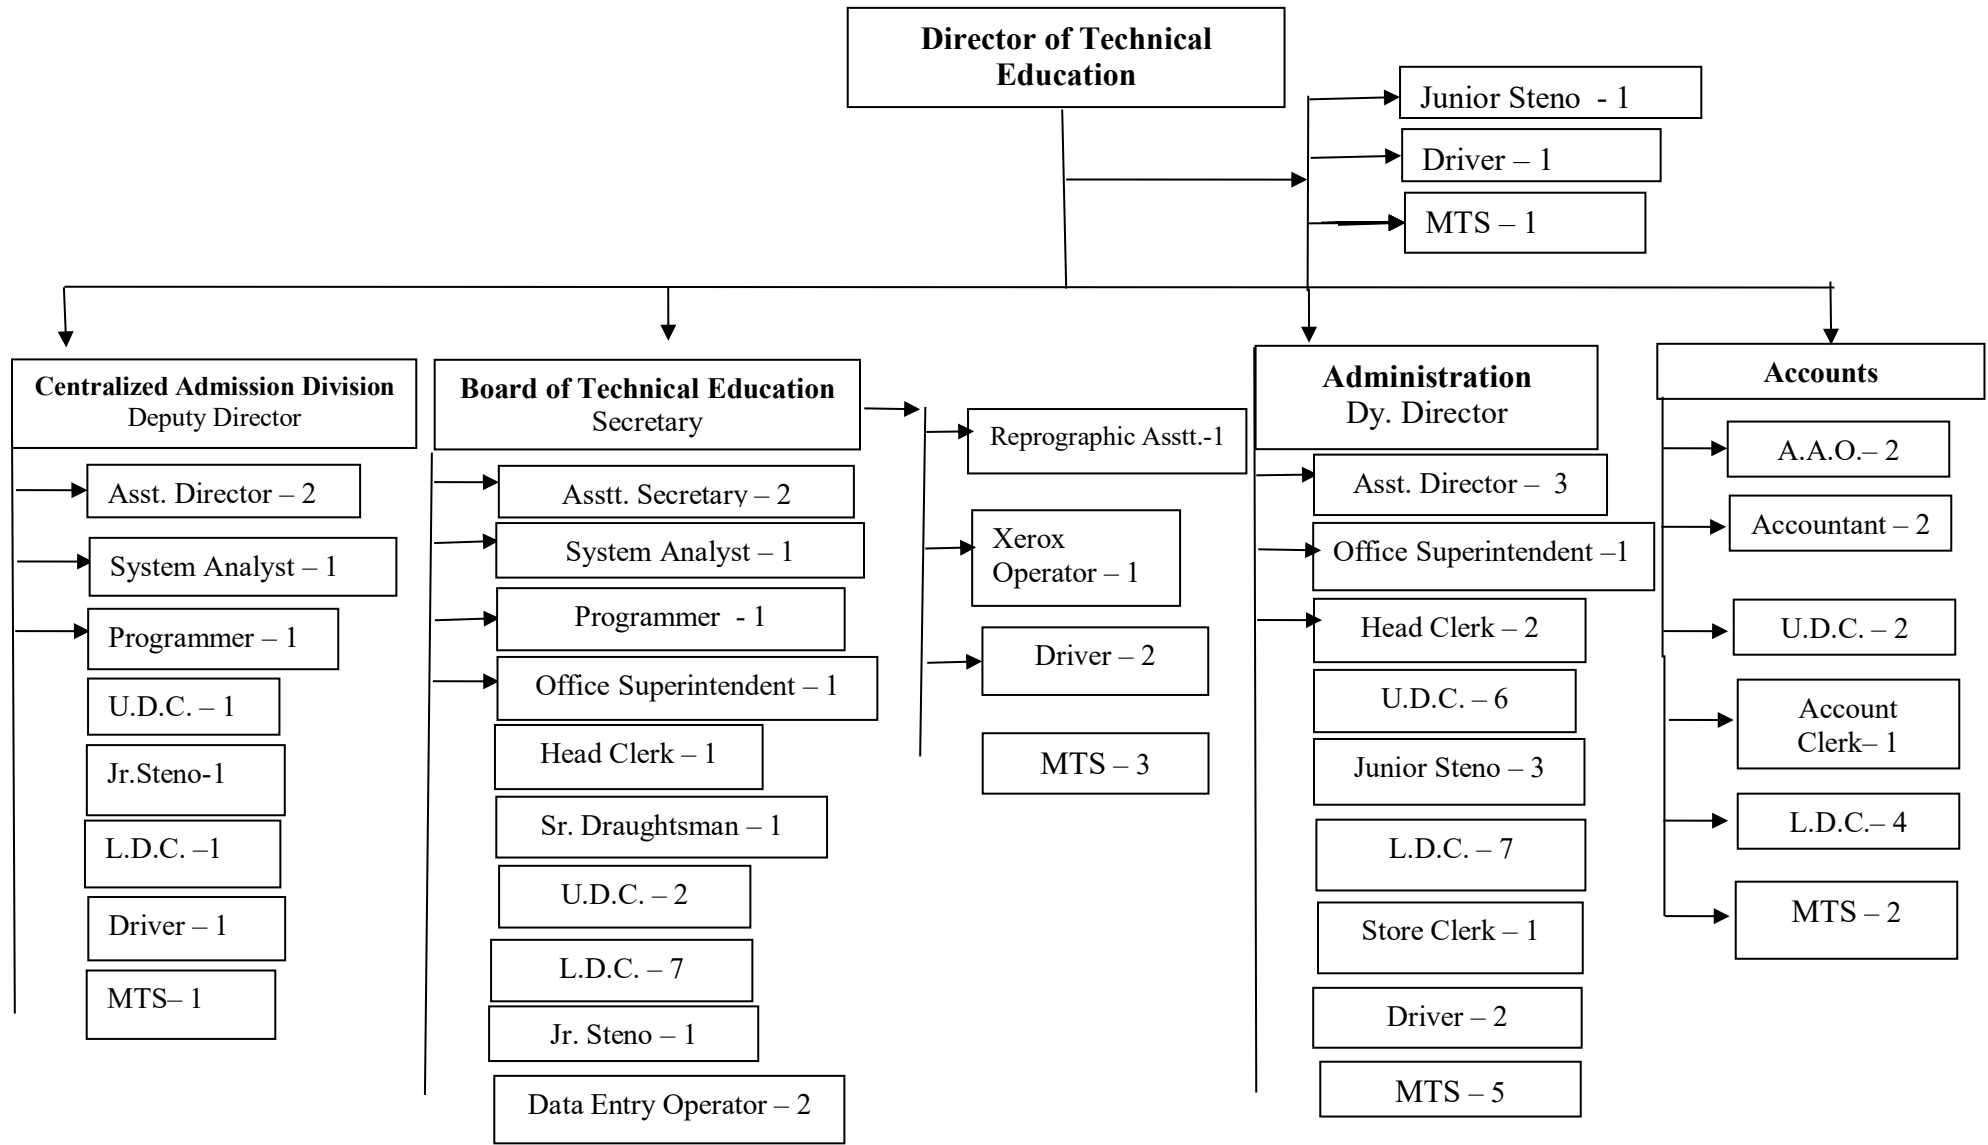 Director of Technical
Education
Junior Steno  - 1
Driver – 1
MTS – 1
Centralized Admission Division
Deputy Director
Asst. Director – 2
System Analyst – 1
Programmer – 1
U.D.C. – 1
Jr.Steno-1
L.D.C. –1
Driver – 1
MTS– 1
Board of Technical Education
Secretary
Asstt. Secretary – 2
System Analyst – 1
Programmer  - 1
Office Superintendent – 1
Head Clerk – 1
Sr. Draughtsman – 1
U.D.C. – 2
L.D.C. – 7
Jr. Steno – 1
Data Entry Operator – 2
Reprographic Asstt.-1
Xerox
Operator – 1
Driver – 2
MTS – 3
Administration
Dy. Director
Asst. Director –  3
Office Superintendent –1
Head Clerk – 2
U.D.C. – 6
Junior Steno – 3
L.D.C. – 7
Store Clerk – 1
Driver – 2
MTS – 5
Accounts
A.A.O.– 2
Accountant – 2
U.D.C. – 2
Account
Clerk– 1
L.D.C.– 4
MTS – 2